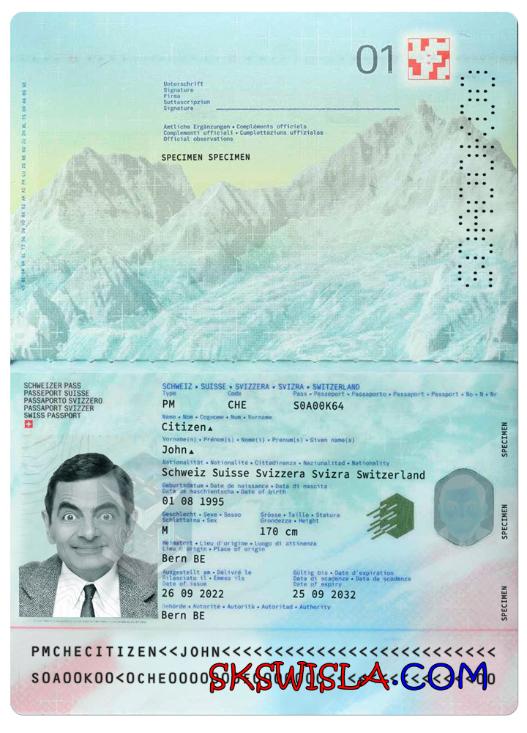 01
Unterschrift
Signature
Firma
Suttascripziun
Signature
Amtliche Ergänzungen • Compléments officiels
Complementi ufficiali • Cumplettaziuns uffizialas
Official observations
SPECIMEN SPECIMEN
SCHWEIZER PASS
PASSEPORT SUISSE
PASSAPORTO SVIZZERO
PASSAPORT SVIZZER
SWISS PASSPORT
SCHWEIZ • SUISSE • SVIZZERA • SVIZRA • SWITZERLAND
Type Code Pass • Passeport • Passaporto • Passaport • Passport • No • N • Nr
PM CHE S0A00K64
Name • Nom • Cognome • Num • Surname
Citizen▲
Vorname(n) • Prénom(s) • Nome(i) • Prenum(s) • Given name(s)
John▲
Nationalität • Nationalité • Cittadinanza • Naziunalitad • Nationality
Schweiz Suisse Svizzera Svizra Switzerland
Geburtsdatum • Date de naissance • Data di nascita
Data da naschientscha • Date of birth
11 08 1995
Geschlecht • Sexe • Sesso Grösse • Taille • Statura
Schlattaina • Sex Grondezza • Height
M 170 cm
Heimatort • Lieu d'origine • Luogo di attinenza
Lieu d'origin • Place of origin
Bern BE
Ausgestellt am • Délivré le Gültig bis • Date d'expiration
Rilasciato il • Emess ils Data di scadenza • Data da scadenza
Date of issue Date of expiry
26 09 2022 25 09 2032
Behörde • Autorité • Autorità • Autoritad • Authority
Bern BE
SPECIMEN
SPECIMEN
SPECIMEN
PMCHECITIZEN<<JOHN<<<<<<<<<<<<<<<<<<<<<<<<<<
SKSWISLA.COM